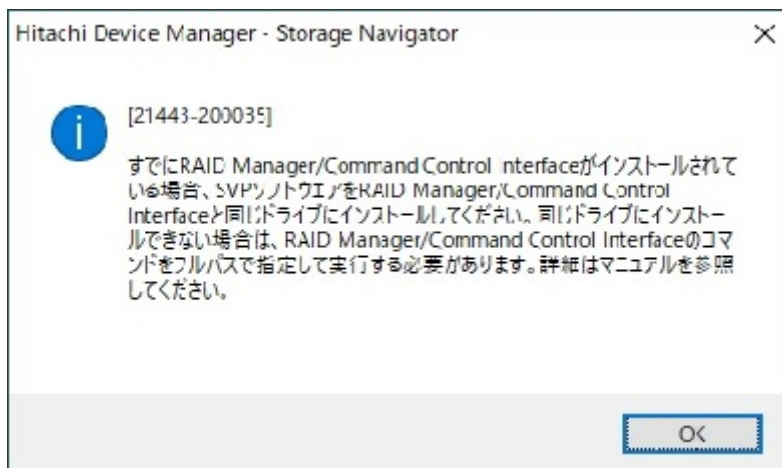 Hitachi Device Manager - Storage Navigator
[21443-200035]
すでにRAID Manager/Command Control Interfaceがインストールされて
いる場合、SVPソフトウエアをRAID Manager/Command Control
Interfaceと同じドライブにインストールしてください。同じドライブにインストー
ルできない場合は、RAID Manager/Command Control Interfaceのコマ
ンドをフルパスで指定して実行する必要があります。詳細はマニュアルを参照
してください。
OK